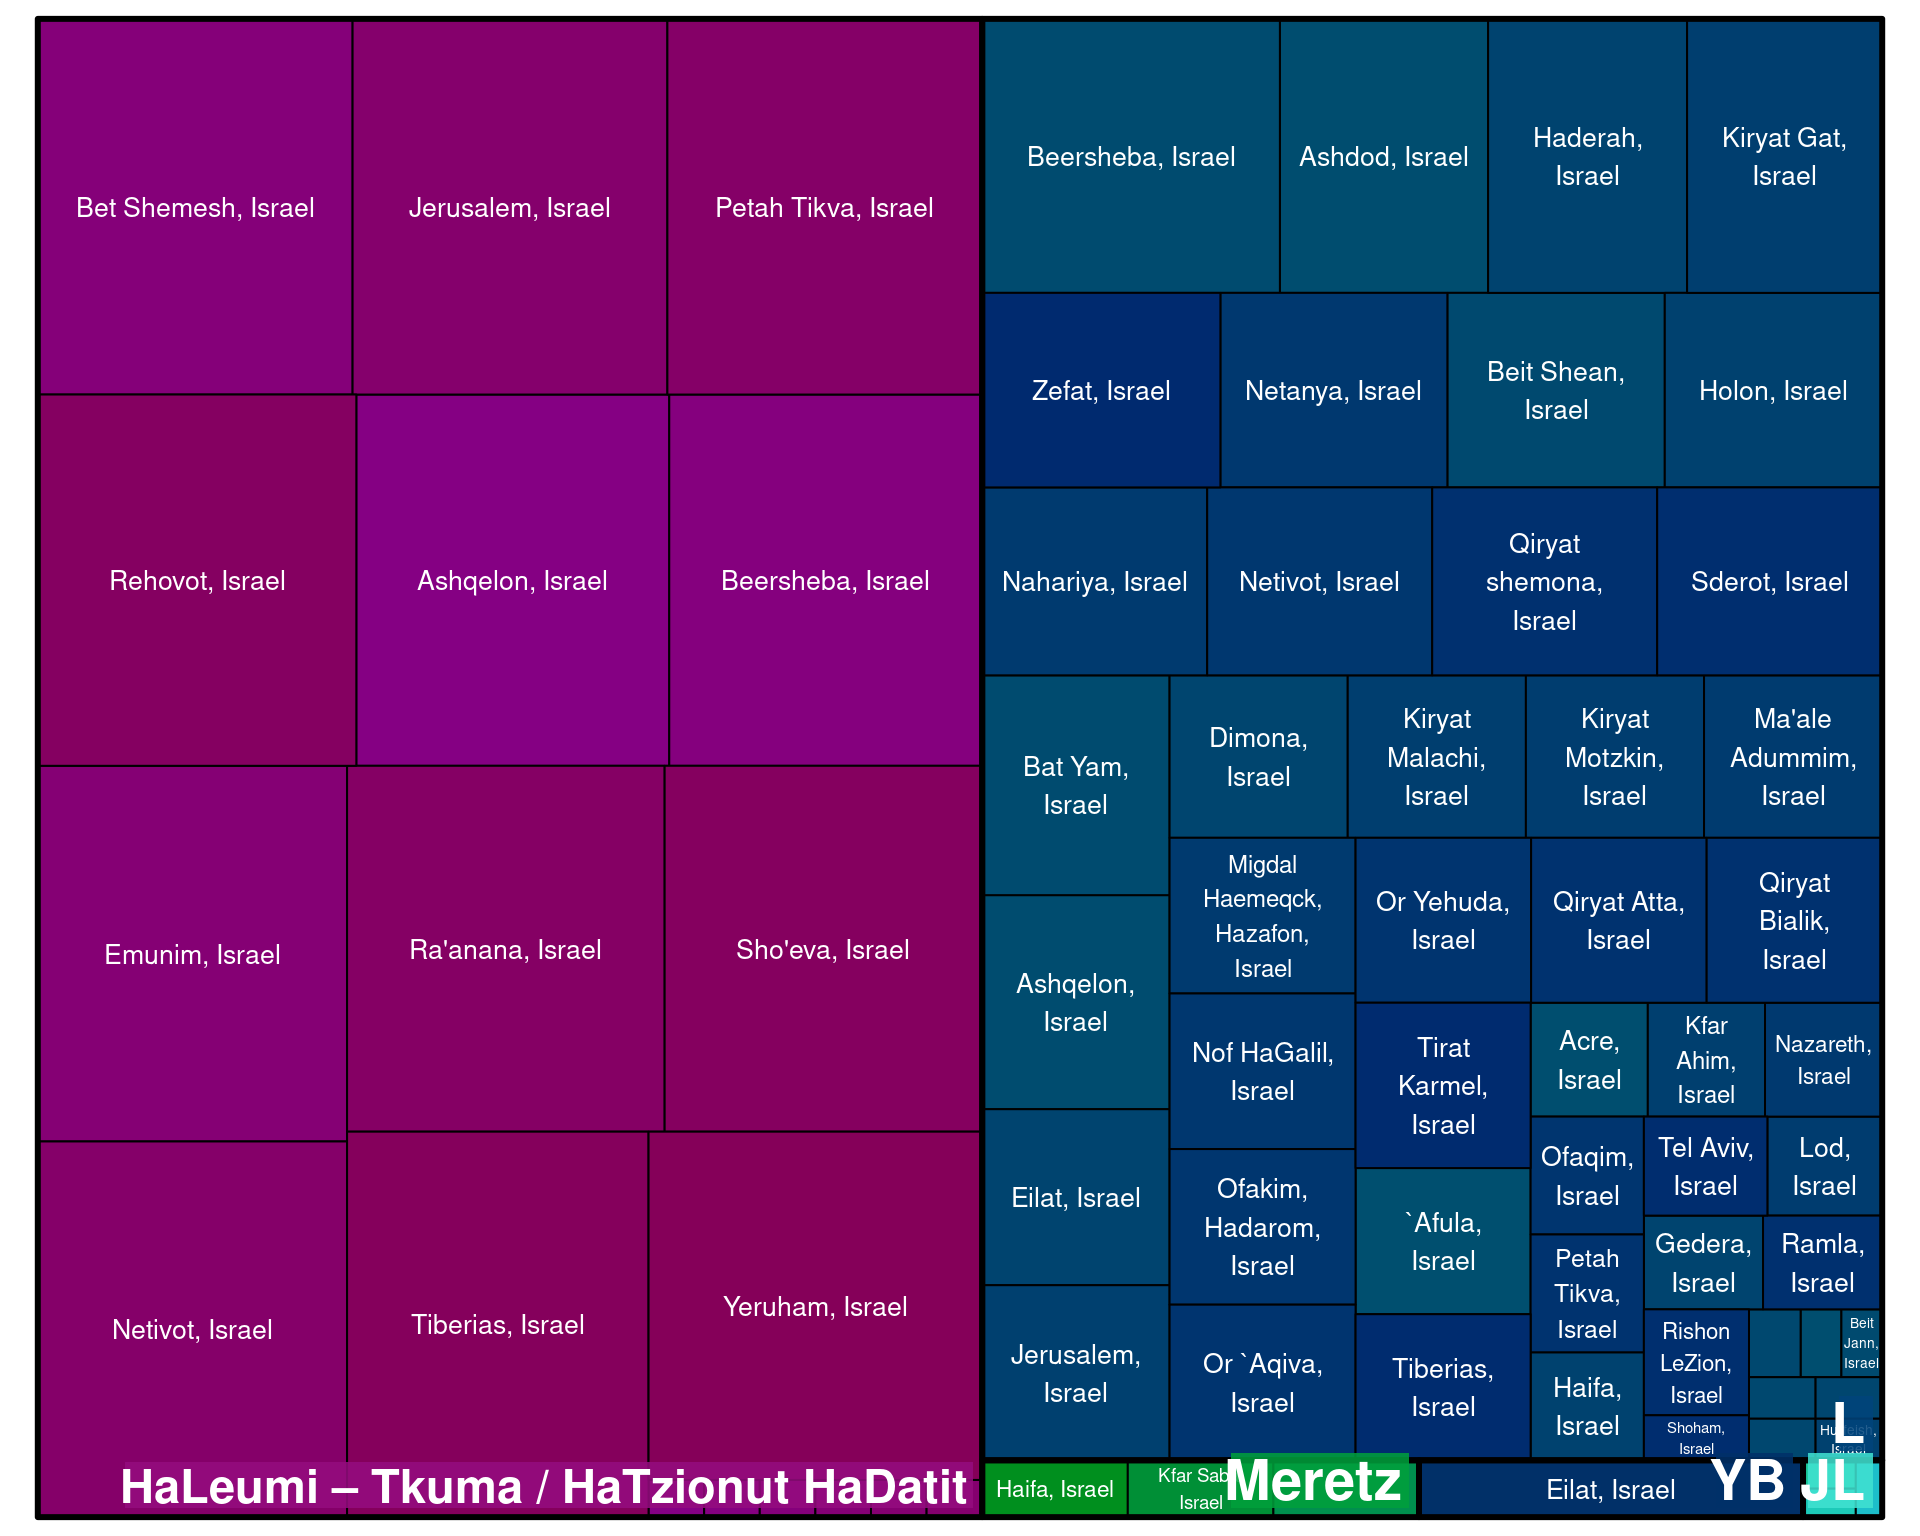 Bet Shemesh, Israel
Jerusalem, Israel
Petah Tikva, Israel
Rehovot, Israel
Ashqelon, Israel
Beersheba, Israel
Emunim, Israel
Ra'anana, Israel
Sho'eva, Israel
Netivot, Israel
Tiberias, Israel
Yeruham, Israel
HaLeumi – Tkuma / HaTzionut HaDatit
Beersheba, Israel
Ashdod, Israel
Haderah,
Israel
Kiryat Gat,
Israel
Zefat, Israel
Netanya, Israel
Beit Shean,
Israel
Holon, Israel
Nahariya, Israel
Netivot, Israel
Qiryat
shemona,
Israel
Sderot, Israel
Bat Yam,
Israel
Dimona,
Israel
Kiryat
Malachi,
Israel
Kiryat
Motzkin,
Israel
Ma'ale
Adummim,
Israel
Migdal
Haemeqck,
Hazafon,
Israel
Or Yehuda,
Israel
Qiryat Atta,
Israel
Qiryat
Bialik,
Israel
Ashqelon,
Israel
Nof HaGalil,
Israel
Tirat
Karmel,
Israel
Acre,
Israel
Kfar
Ahim,
Israel
Nazareth,
Israel
Eilat, Israel
Ofakim,
Hadarom,
Israel
`Afula,
Israel
Ofaqim,
Israel
Tel Aviv,
Israel
Lod,
Israel
Petah
Tikva,
Israel
Gedera,
Israel
Ramla,
Israel
Jerusalem,
Israel
Or `Aqiva,
Israel
Tiberias,
Israel
Haifa,
Israel
Rishon
LeZion,
Israel
Shoham,
Israel
Beit
Jann,
Israel
L
Haifa, Israel
Kfar Sab
Israel
Meretz
Eilat, Israel
YB
JL